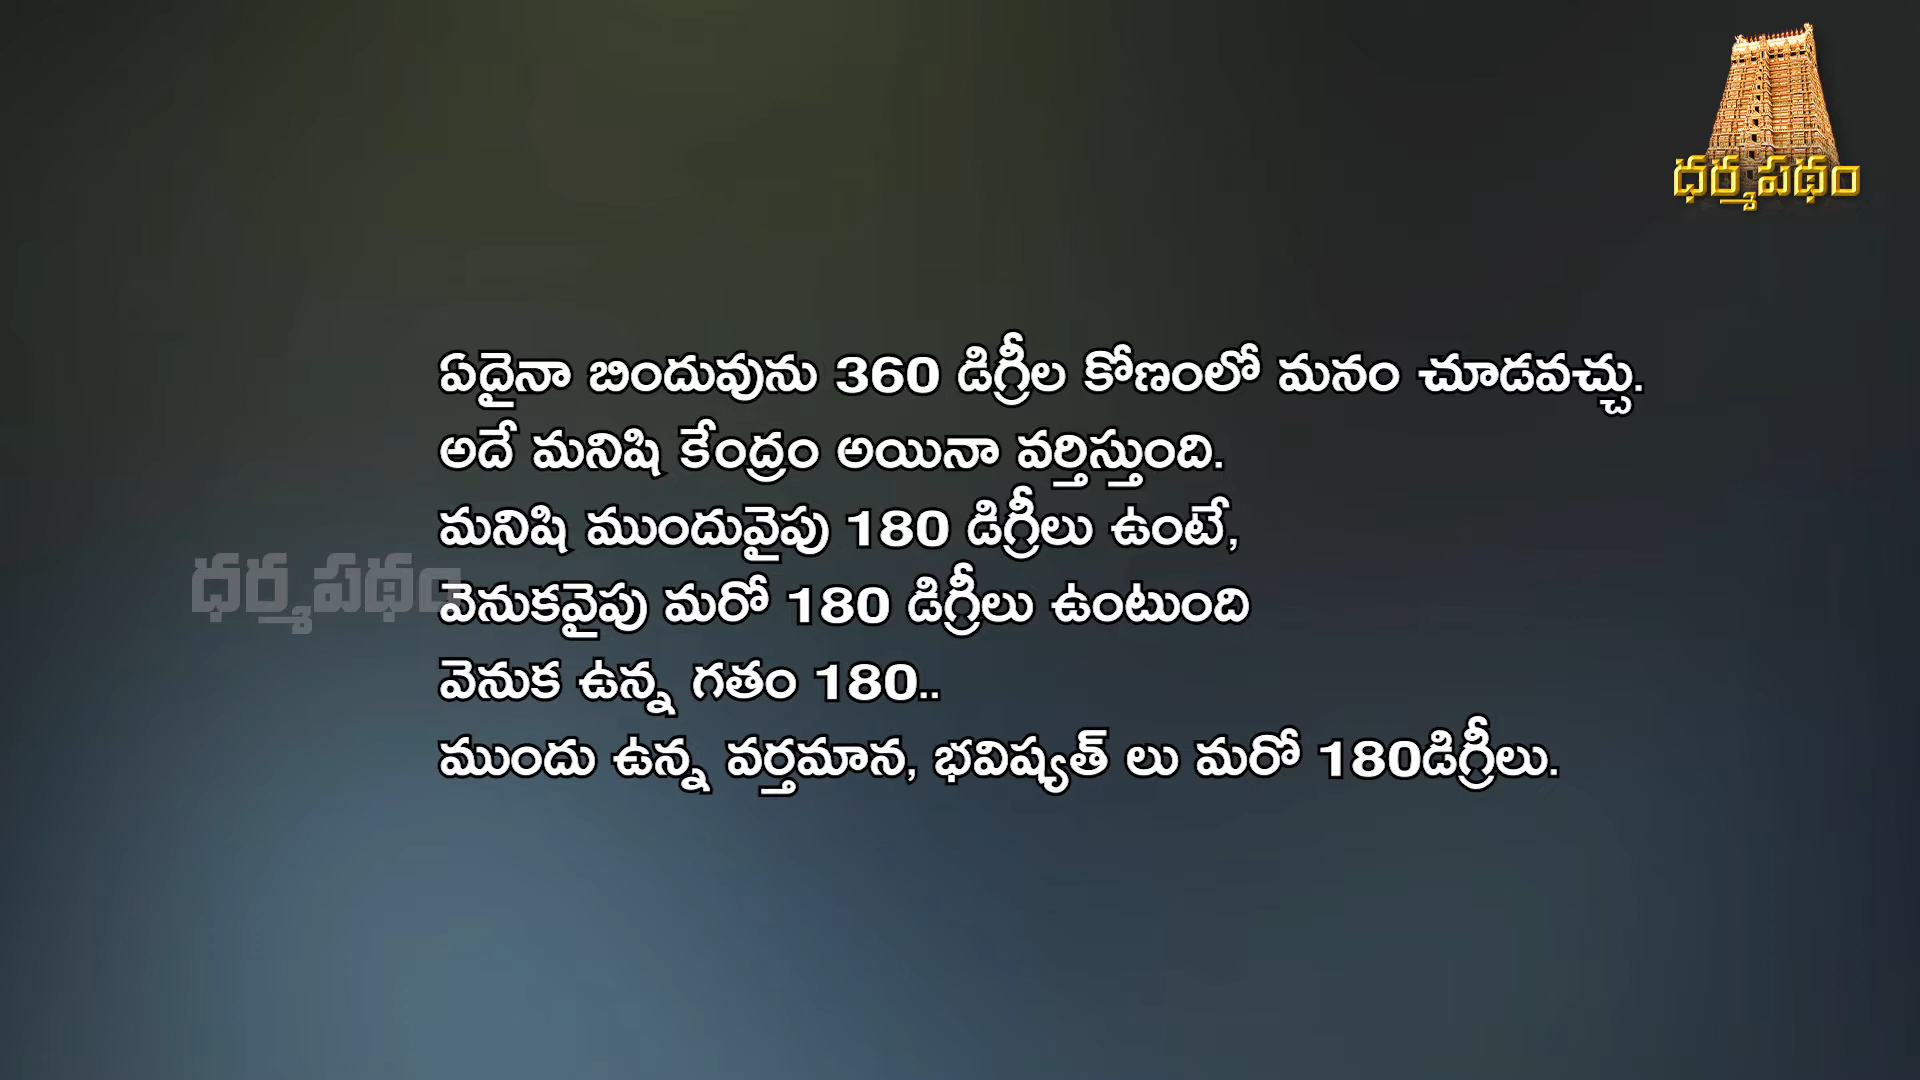 ధర్మపథం
ఏదైనా బిందువును 360 డిగ్రీల కోణంలో మనం చూడవచ్చు.
అదే మనిషి కేంద్రం అయినా వర్తిస్తుంది.
మనిషి ముందువైపు 180 డిగ్రీలు ఉంటే,
ధర్మపథం
వెనుకవైపు మరో 180 డిగ్రీలు ఉంటుంది
వెనుక ఉన్న గతం 180..
ముందు ఉన్న వర్తమాన, భవిష్యత్ లు మరో 180డిగ్రీలు.